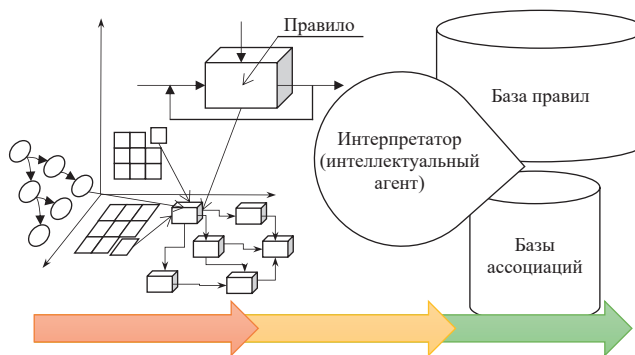 Правило
База правил
Интерпретатор
(интеллектуальный
агент)
Базы
ассоциаций